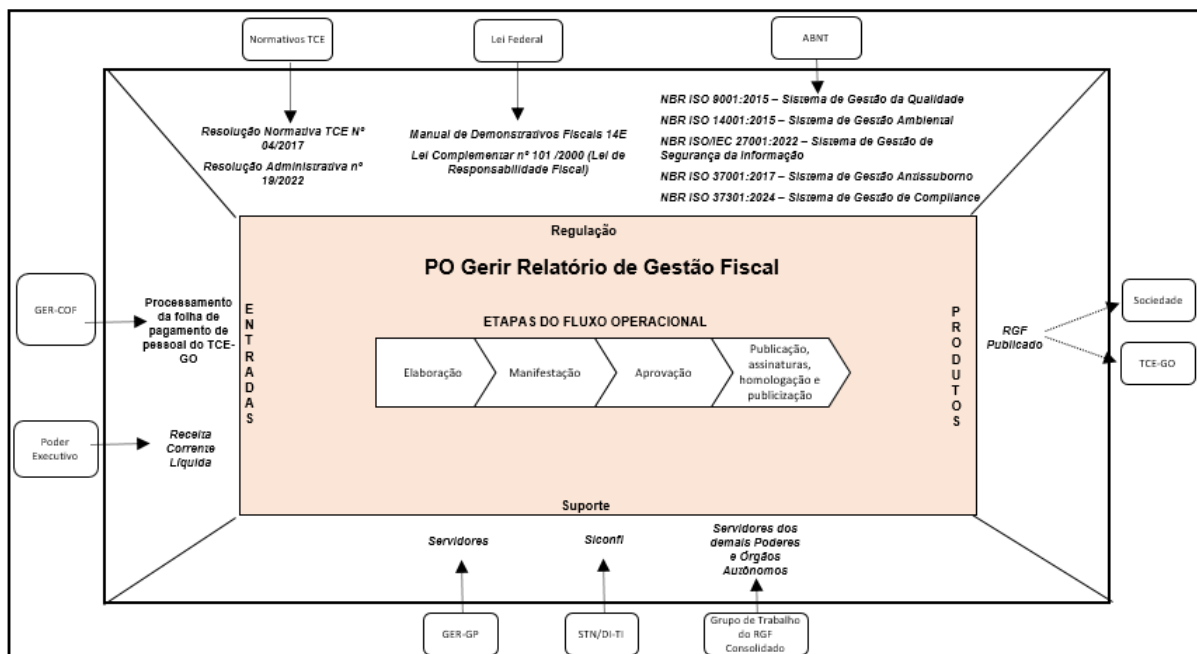 Normativos TCE
Lei Federal
ABNT
Resolução Normativa TCE Nº
04/2017
Resolução Administrativa nº
19/2022
Manual de Demonstrativos Fiscais 14E
Lei Complementar nº 101 /2000 (Lei de
Responsabilidade Fiscal)
NBR ISO 9001:2015 – Sistema de Gestão da Qualidade
NBR ISO 14001:2015 – Sistema de Gestão Ambiental
NBR ISO/IEC 27001:2022 – Sistema de Gestão de
Segurança da Informação
NBR ISO 37001:2017 – Sistema de Gestão Antissuborno
NBR ISO 37301:2024 – Sistema de Gestão de Compliance
Regulação
PO Gerir Relatório de Gestão Fiscal
GER-COF
Processamento
da folha de
pagamento de
pessoal do TCE-
GO
Poder
Executivo
Receita
Corrente
Líquida
ENTRADAS
ETAPAS DO FLUXO OPERACIONAL
Elaboração
Manifestação
Aprovação
Publicação,
assinaturas,
homologação e
publicização
PRODUTOS
RGF
Publicado
Sociedade
TCE-GO
Suporte
Servidores
Siconfi
Servidores dos
demais Poderes
e Órgãos
Autônomos
GER-GP
STN/DI-TI
Grupo de Trabalho
do RGF
Consolidado